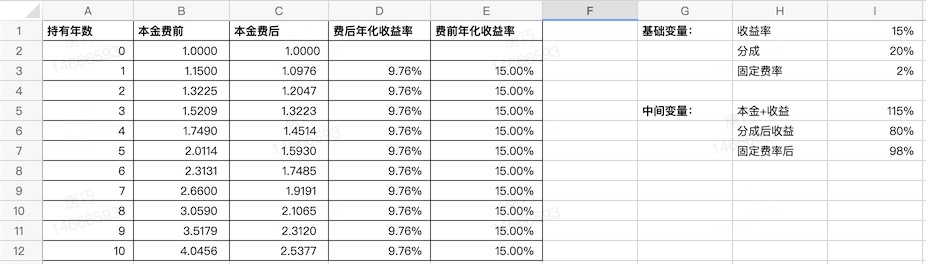 A B C D E F G H I
1 持有年数 本金费前 本金费后 费后年化收益率 费前年化收益率 基础变量： 收益率 15%
2 0 1.0000 1.0000 分成 20%
3 1 1.1500 1.0976 9.76% 15.00% 固定费率 2%
4 2 1.3225 1.2047 9.76% 15.00%
5 3 1.5209 1.3223 9.76% 15.00% 中间变量： 本金+收益 115%
6 4 1.7490 1.4514 9.76% 15.00% 分成后收益 80%
7 5 2.0114 1.5930 9.76% 15.00% 固定费率后 98%
8 6 2.3131 1.7485 9.76% 15.00%
9 7 2.6600 1.9191 9.76% 15.00%
10 8 3.0590 2.1065 9.76% 15.00%
11 9 3.5179 2.3120 9.76% 15.00%
12 10 4.0456 2.5377 9.76% 15.00%